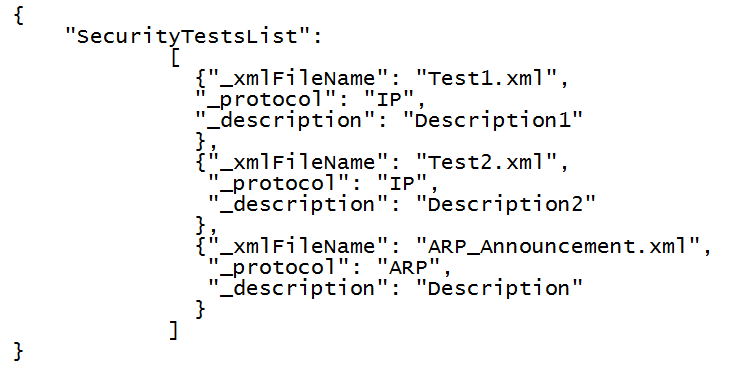 {
    "SecurityTestsList":
            [
              {"_xmlFileName": "Test1.xml",
              "_protocol": "IP",
              "_description": "Description1"
              },
              {"_xmlFileName": "Test2.xml",
               "_protocol": "IP",
               "_description": "Description2"
              },
              {"_xmlFileName": "ARP_Announcement.xml",
               "_protocol": "ARP",
               "_description": "Description"
              }
            ]
}